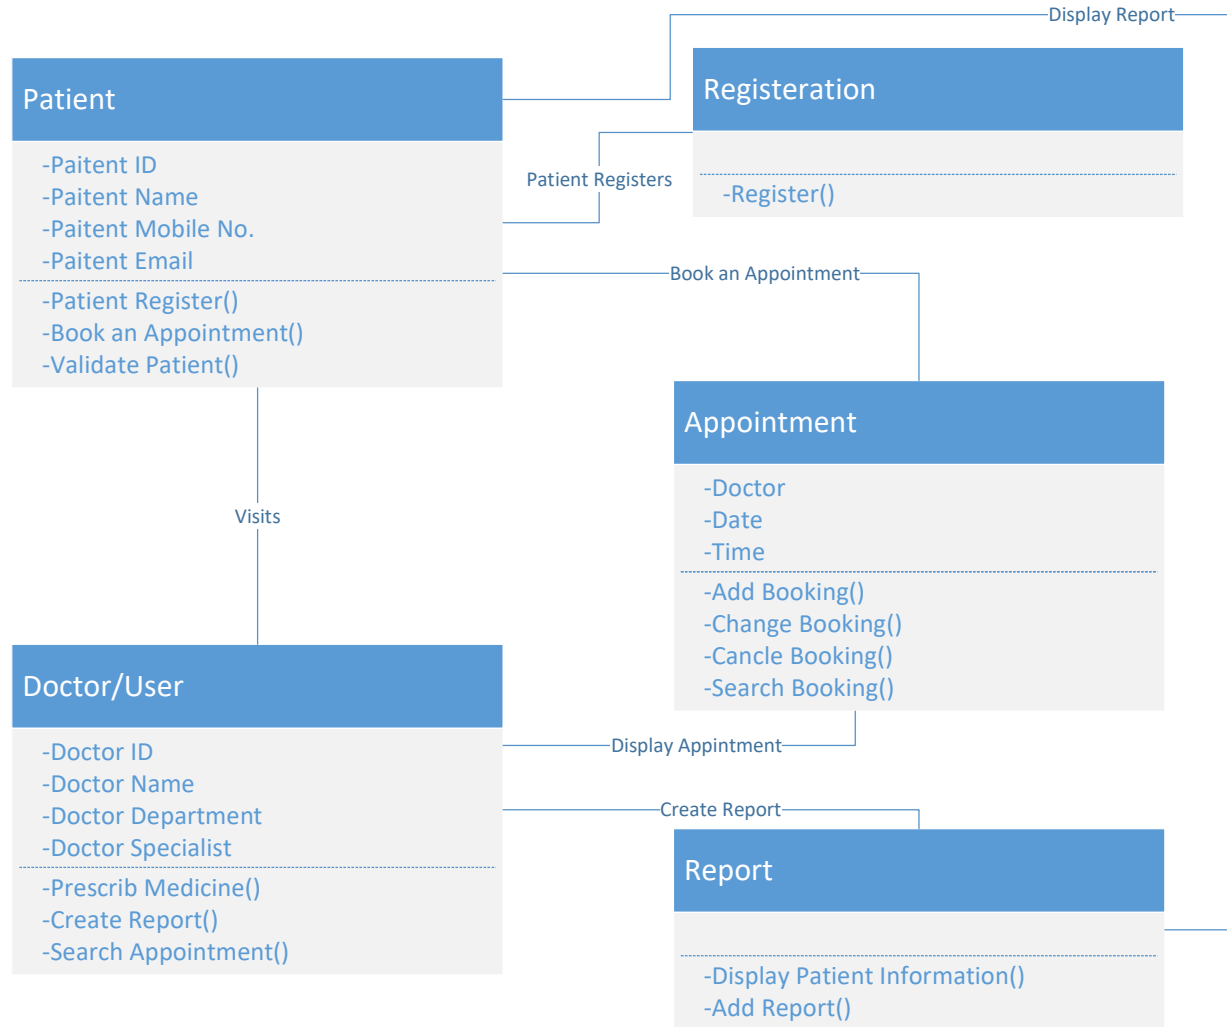 Display Report
Patient
-Paitent ID
-Paitent Name
-Paitent Mobile No.
-Paitent Email
-Patient Register()
-Book an Appointment()
-Validate Patient()
Registeration
-Register()
Patient Registers
Book an Appointment
Appointment
-Doctor
-Date
-Time
-Add Booking()
-Change Booking()
-Cancle Booking()
-Search Booking()
Visits
Doctor/User
-Doctor ID
-Doctor Name
-Doctor Department
-Doctor Specialist
-Prescrib Medicine()
-Create Report()
-Search Appointment()
Display Appintment
Create Report
Report
-Display Patient Information()
-Add Report()